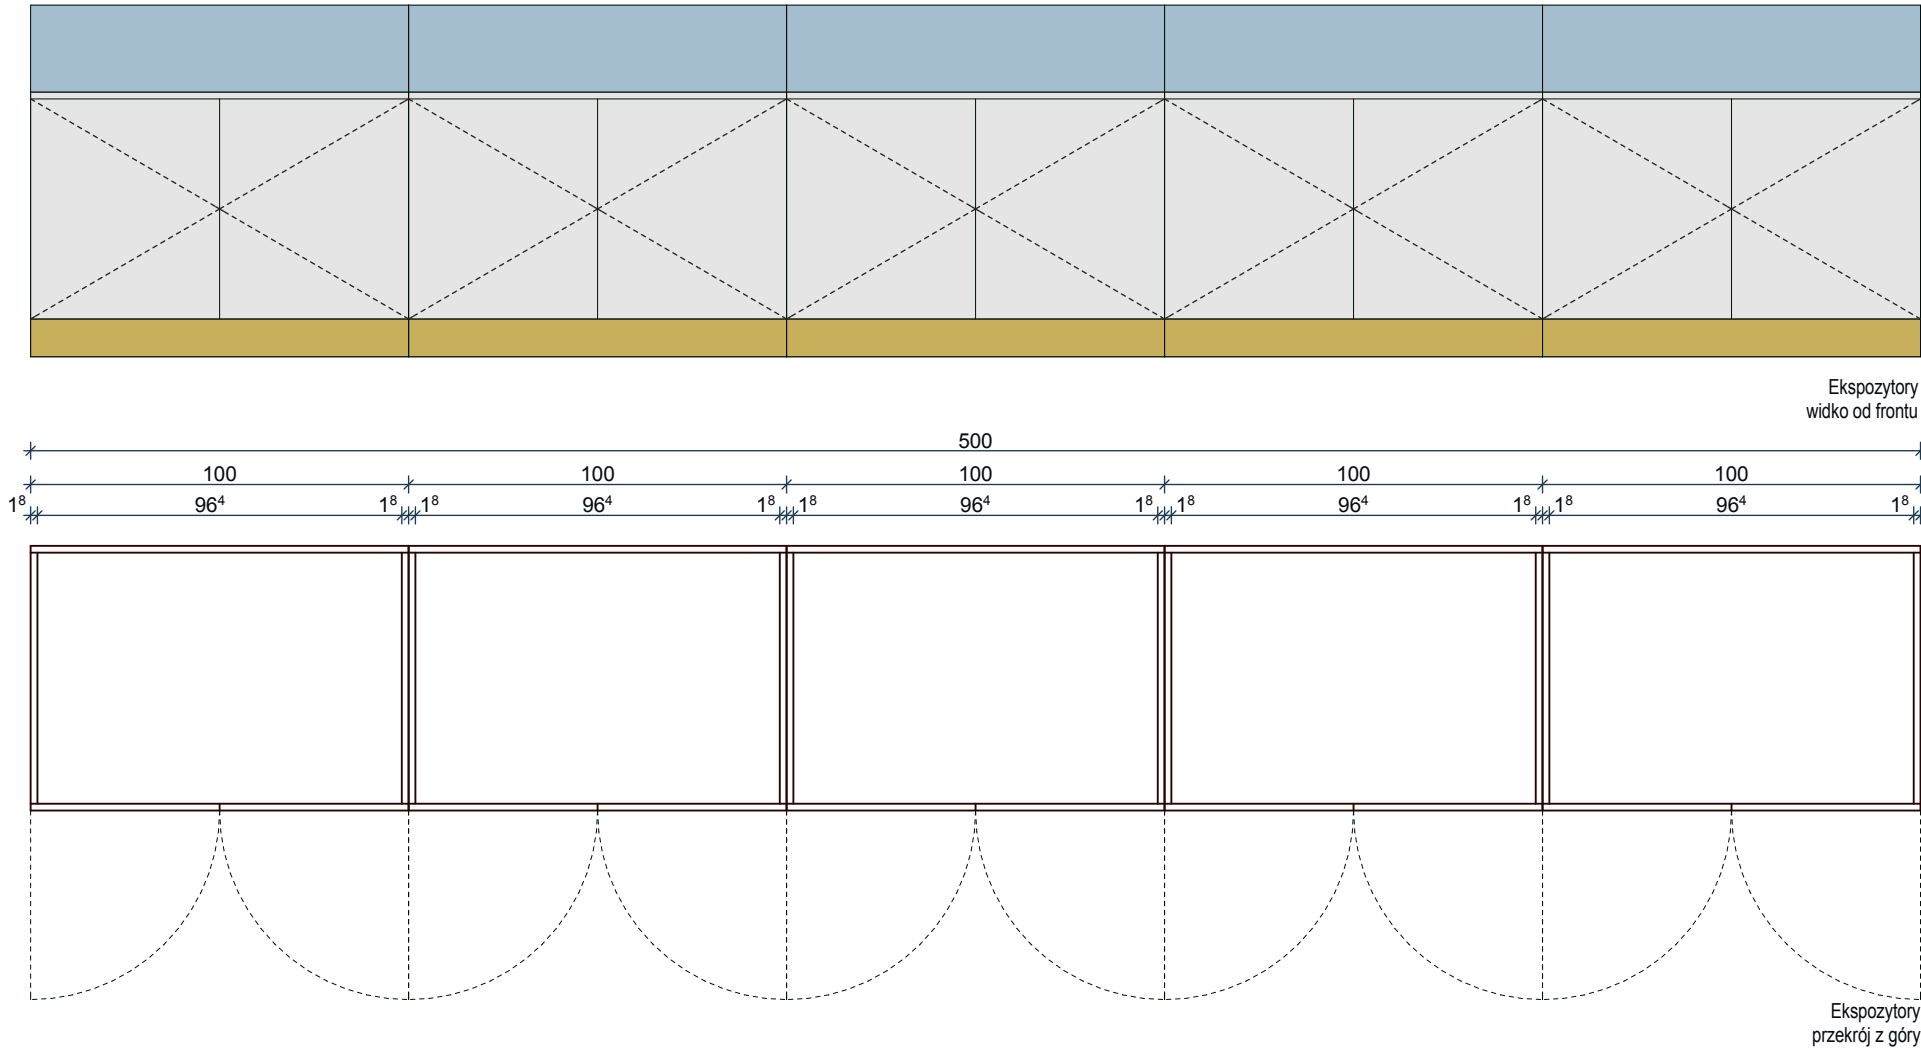 Ekspozytory
widko od frontu
500
100 100 100 100 100
1⁸ 96⁴ 1⁸ 1⁸ 96⁴ 1⁸ 1⁸ 96⁴ 1⁸ 1⁸ 96⁴ 1⁸ 1⁸ 96⁴ 1⁸
Ekspozytory
przekrój z góry